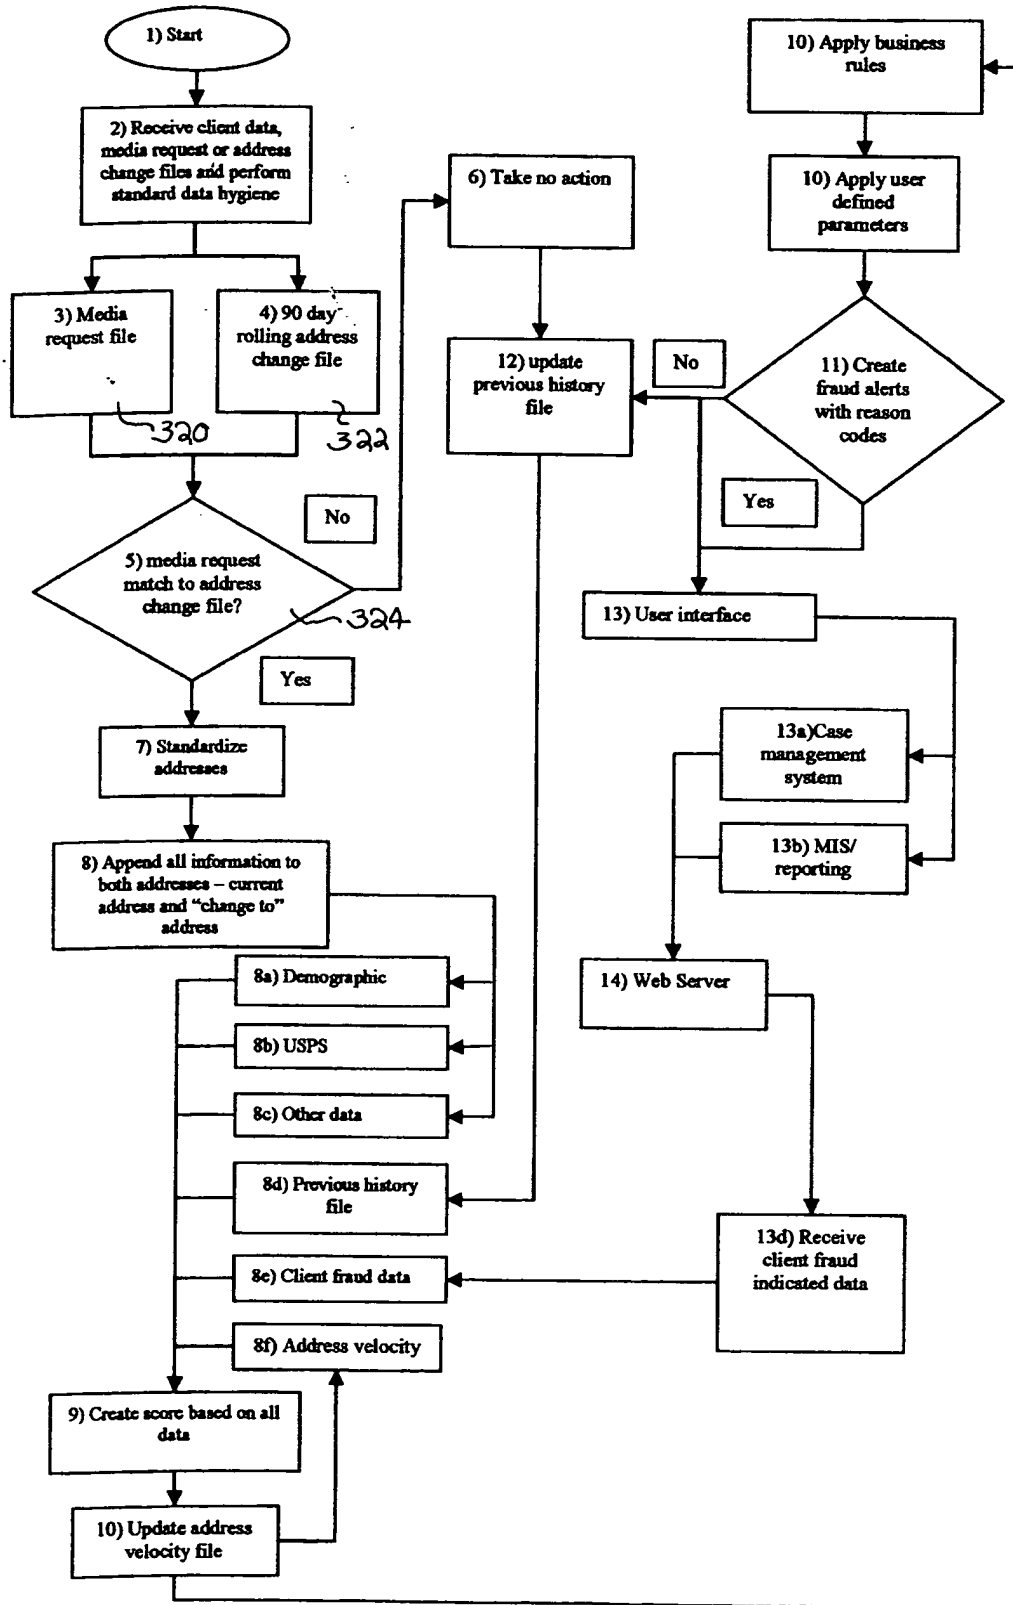 1) Start
2) Receive client data,
media request or address
change files and perform
standard data hygiene
3) Media
request file
320
4) 90 day
rolling address
change file
322
5) media request
match to address
change file?
324
No
Yes
6) Take no action
12) update
previous history
file
7) Standardize
addresses
8) Append all information to
both addresses – current
address and “change to”
address
8a) Demographic
8b) USPS
8c) Other data
8d) Previous history
file
8e) Client fraud data
8f) Address velocity
9) Create score based on all
data
10) Update address
velocity file
10) Apply business
rules
10) Apply user
defined
parameters
11) Create
fraud alerts
with reason
codes
No
Yes
13) User interface
13a)Case
management
system
13b) MIS/
reporting
14) Web Server
13d) Receive
client fraud
indicated data